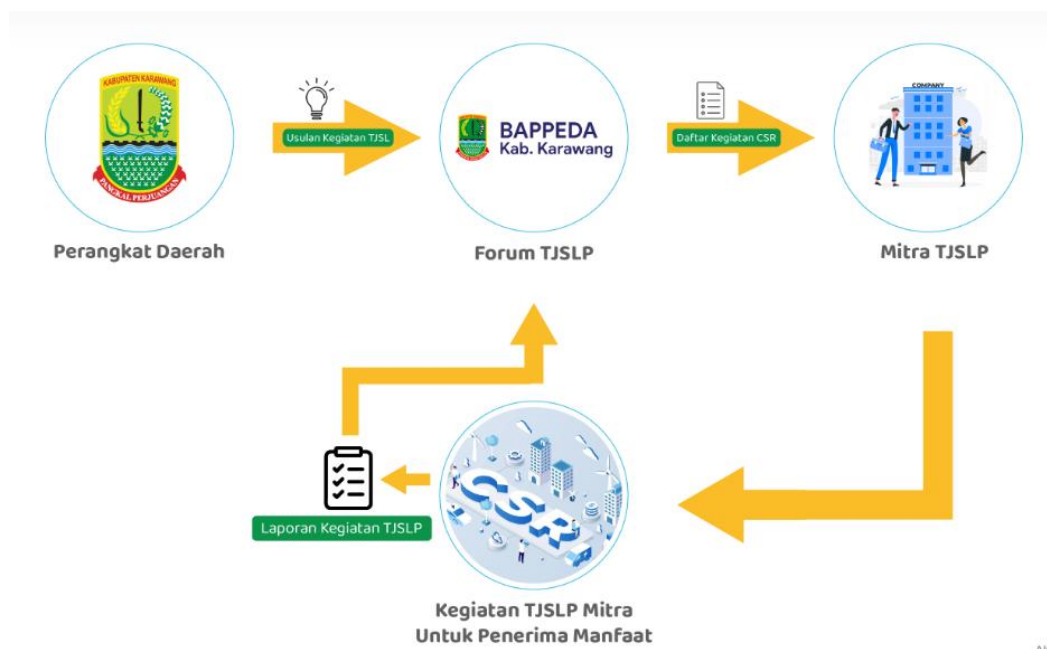 KABUPATEN KARAWANG
PANGKAL PERJUANGAN
Usulan Kegiatan TJSL
BAPPEDA
Kab. Karawang
Daftar Kegiatan CSR
COMPANY
Perangkat Daerah
Forum TJSLP
Mitra TJSLP
CSR
Laporan Kegiatan TJSLP
Kegiatan TJSLP Mitra
Untuk Penerima Manfaat